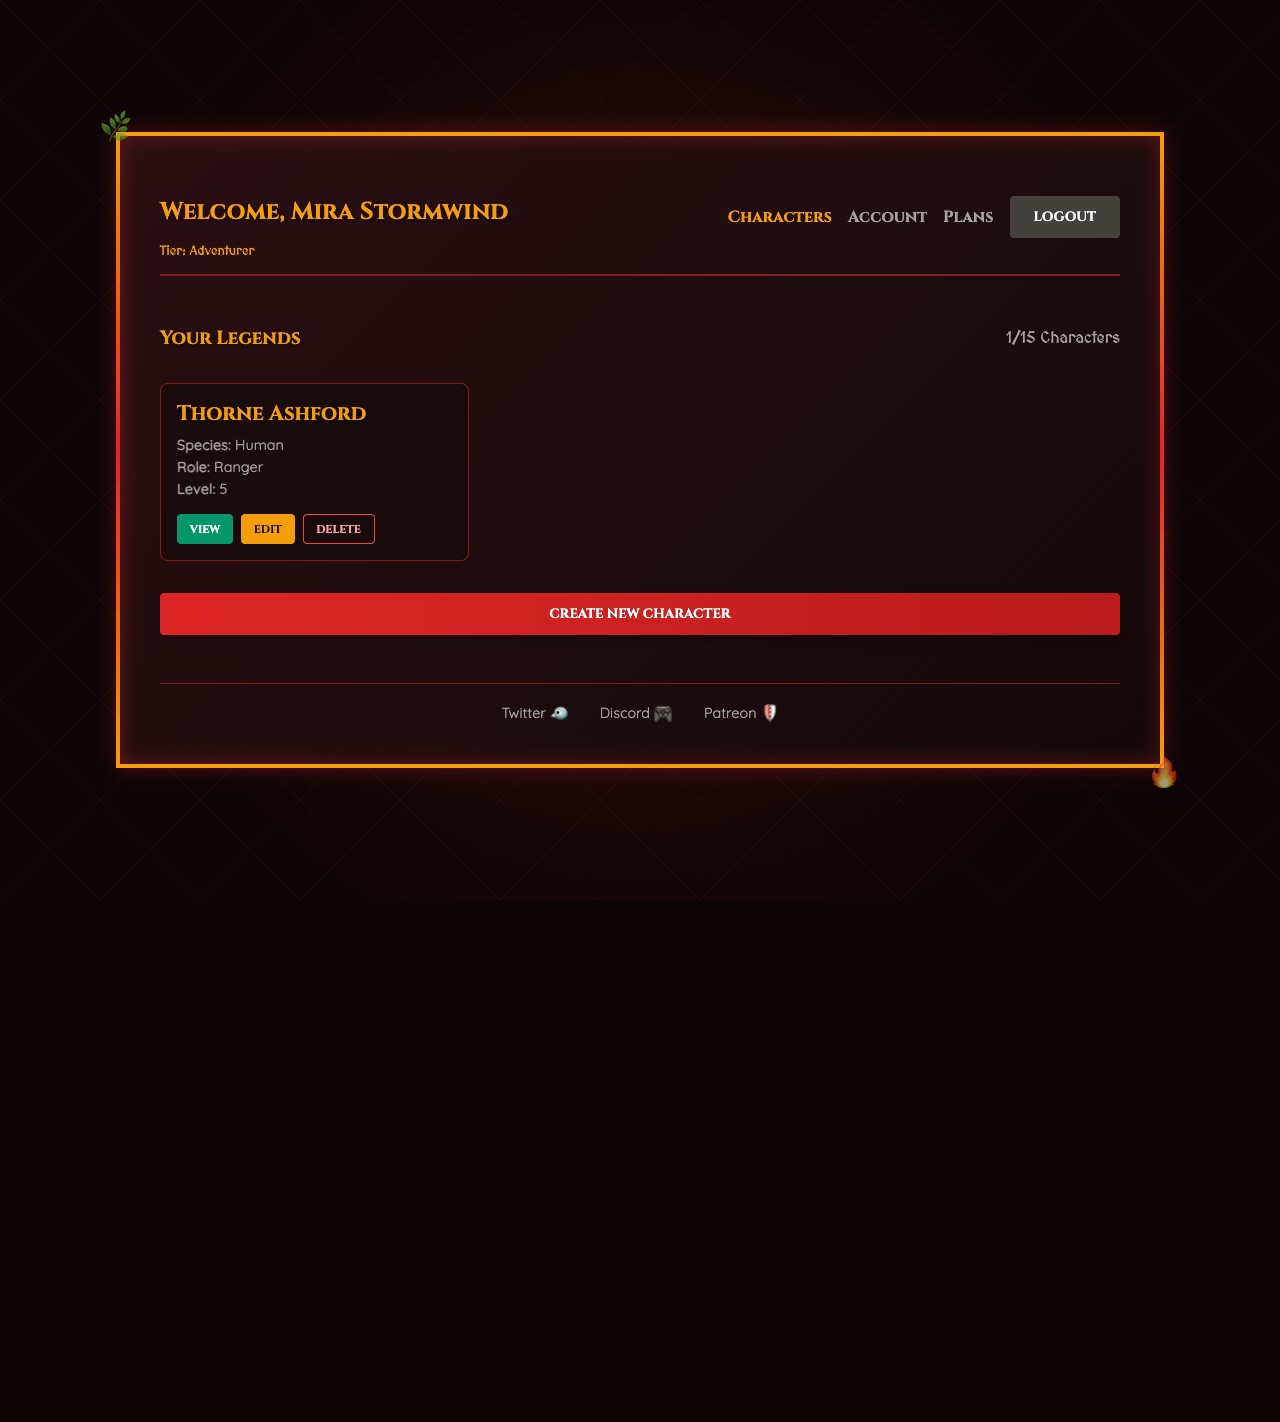 Welcome, Mira Stormwind
Tier: Adventurer
Characters Account Plans LOGOUT
Your Legends
1/15 Characters
Thorne Ashford
Species: Human
Role: Ranger
Level: 5
VIEW EDIT DELETE
CREATE NEW CHARACTER
Twitter Discord Patreon